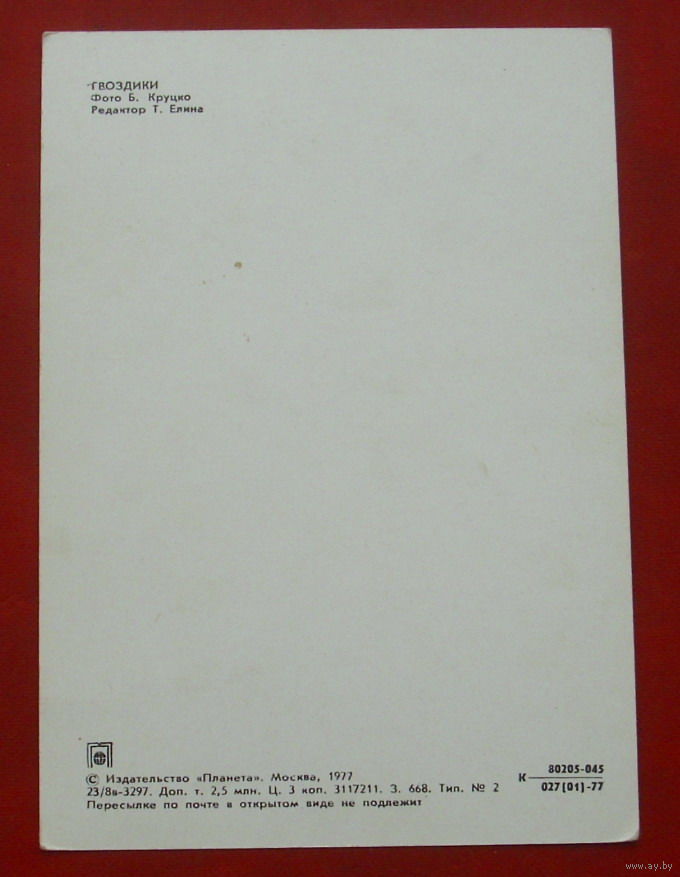 ГВОЗДИКИ
Фото Б. Круцко
Редактор Т. Елина
© Издательство «Планета». Москва, 1977
23/8в-3297. Доп. т. 2,5 млн. Ц. 3 коп. 3117211. З. 668. Тип. № 2
Пересылке по почте в открытом виде не подлежит
К 80205-045
027(01)-77
www.ay.by